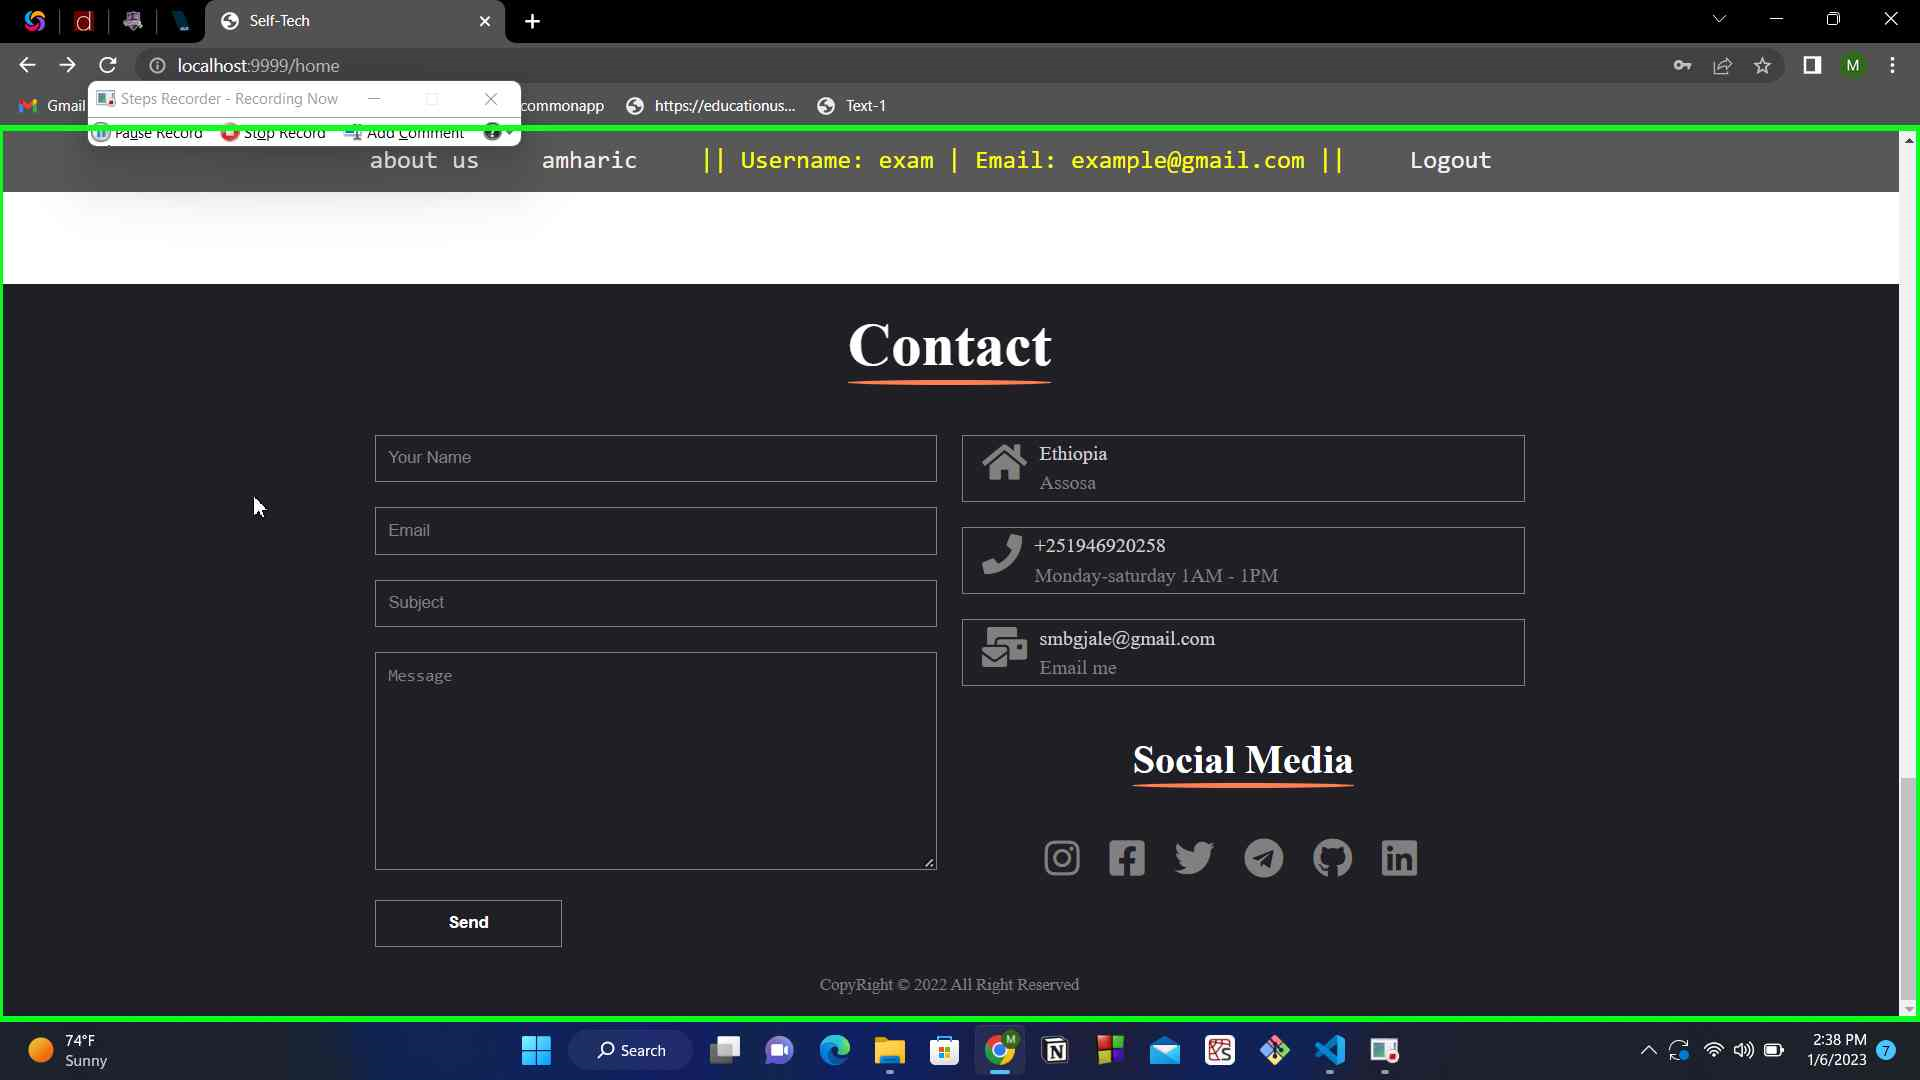 Self-Tech
localhost:9999/home
M
Gmail
Steps Recorder - Recording Now
commonapp
https://educationus...
Text-1
Pause Record
Stop Record
Add Comment
?
about us
amharic
|| Username: exam | Email: example@gmail.com ||
Logout
Contact
Your Name
Email
Subject
Message
Send
Ethiopia
Assosa
+251946920258
Monday-saturday 1AM - 1PM
smbgjale@gmail.com
Email me
Social Media
CopyRight © 2022 All Right Reserved
74°F
Sunny
Search
M
2:38 PM
1/6/2023
7